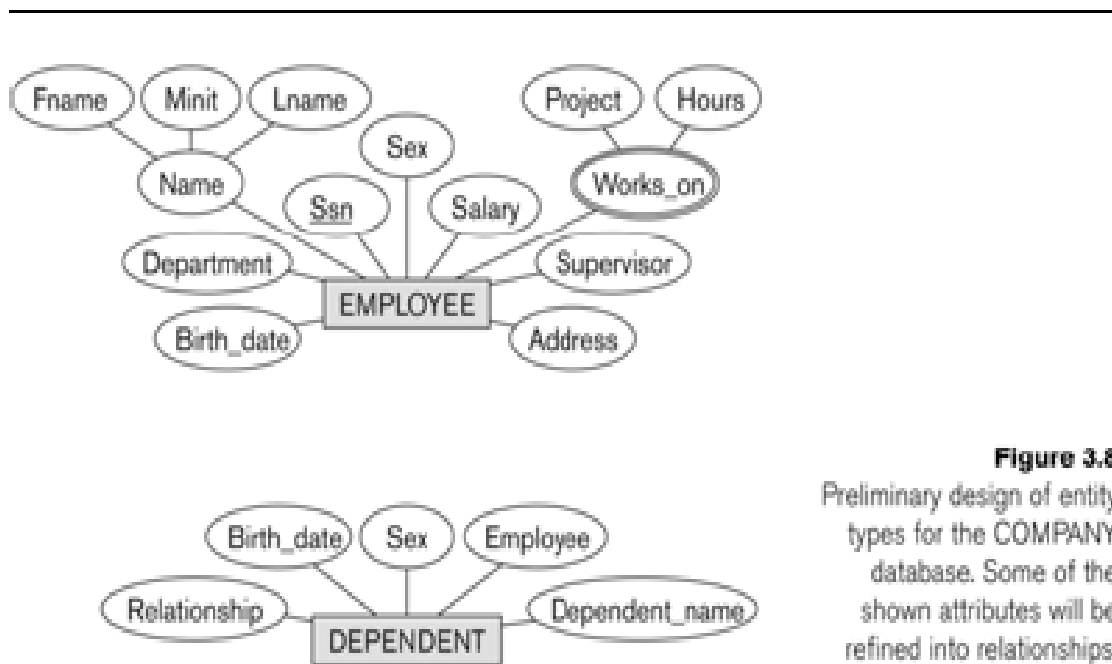 Fname Minit Lname
Project Hours
Sex
Name
Works_on
Ssn
Salary
Department
Supervisor
EMPLOYEE
Birth_date
Address
Figure 3.8
Preliminary design of entity
types for the COMPANY
database. Some of the
shown attributes will be
refined into relationships
Birth_date Sex Employee
Relationship
Dependent_name
DEPENDENT